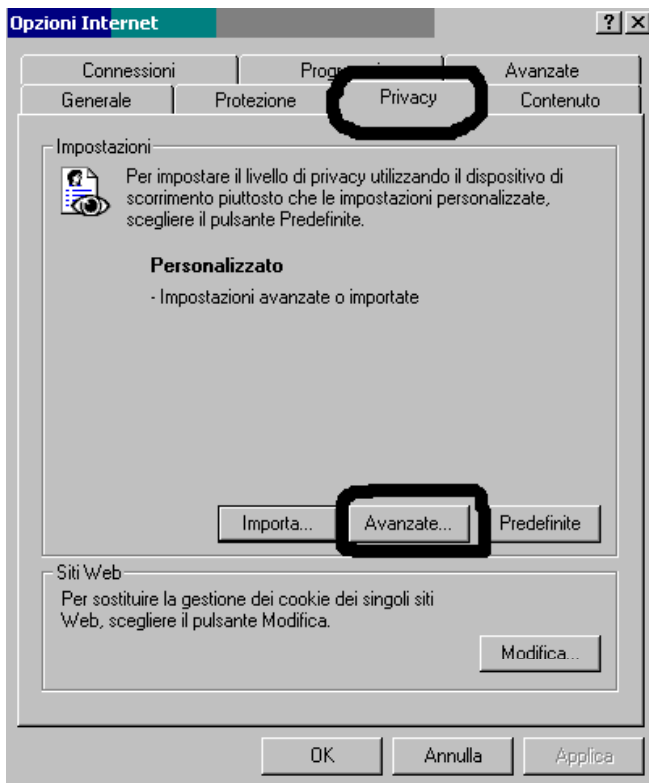 Opzioni Internet
Connessioni
Avanzate
Generale
Protezione
Privacy
Contenuto
Impostazioni
Per impostare il livello di privacy utilizzando il dispositivo di
scorrimento piuttosto che le impostazioni personalizzate,
scegliere il pulsante Predefinite.
Personalizzato
- Impostazioni avanzate o importate
Importa...
Avanzate...
Predefinite
Siti Web
Per sostituire la gestione dei cookie dei singoli siti
Web, scegliere il pulsante Modifica.
Modifica...
OK
Annulla
Applica